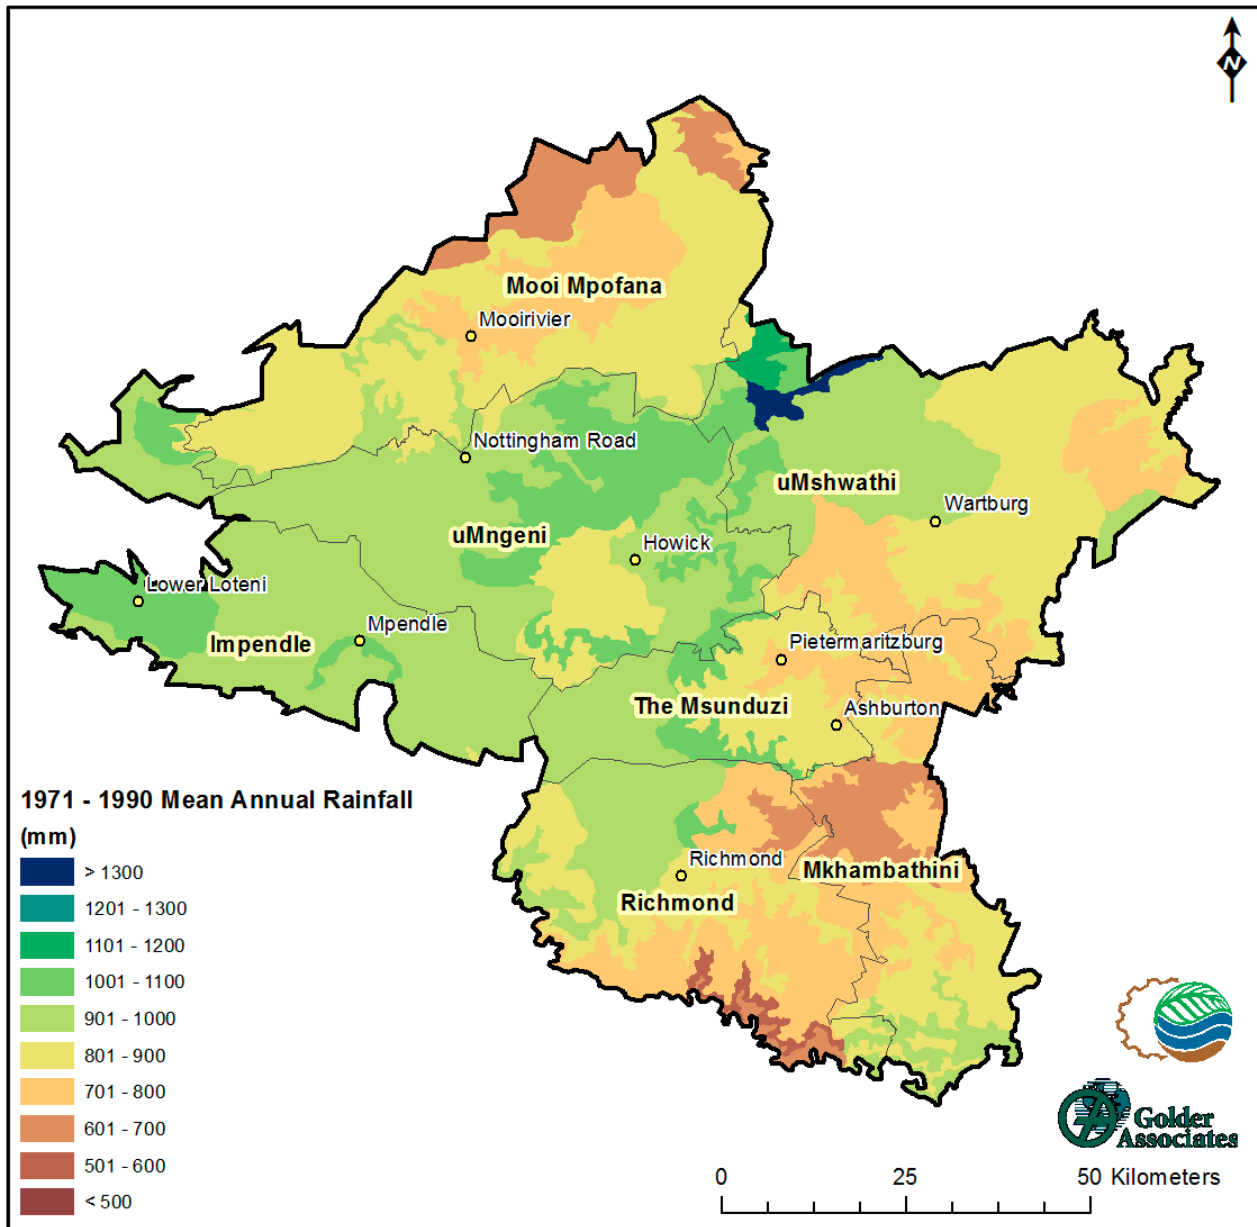 N
Mooi Mpofana
Mooirivier
Nottingham Road
uMshwathi
Wartburg
uMngeni
Howick
Lower Loteni
Mpendle
Impendle
Pietermaritzburg
The Msunduzi
Ashburton
1971 - 1990 Mean Annual Rainfall
(mm)
> 1300
1201 - 1300
1101 - 1200
1001 - 1100
901 - 1000
801 - 900
701 - 800
601 - 700
501 - 600
< 500
Richmond
Mkhambathini
Richmond
Golder
Associates
0 25 50 Kilometers